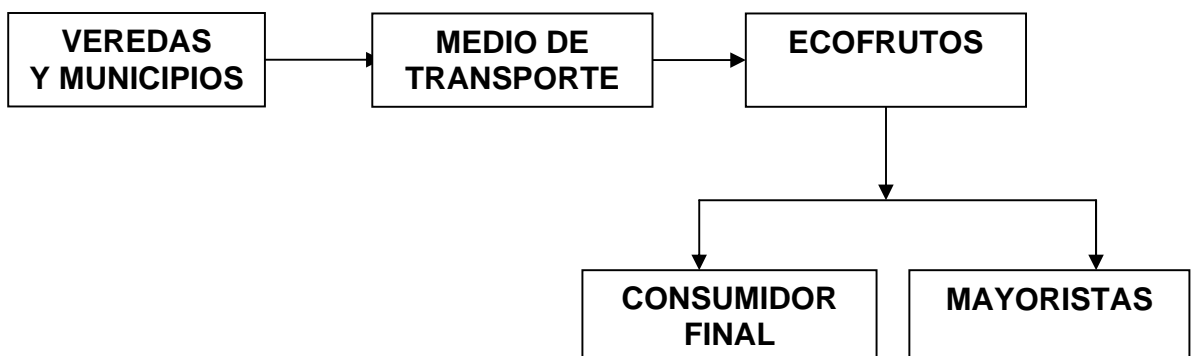 VEREDAS
Y MUNICIPIOS
MEDIO DE
TRANSPORTE
ECOFRUTOS
CONSUMIDOR
FINAL
MAYORISTAS